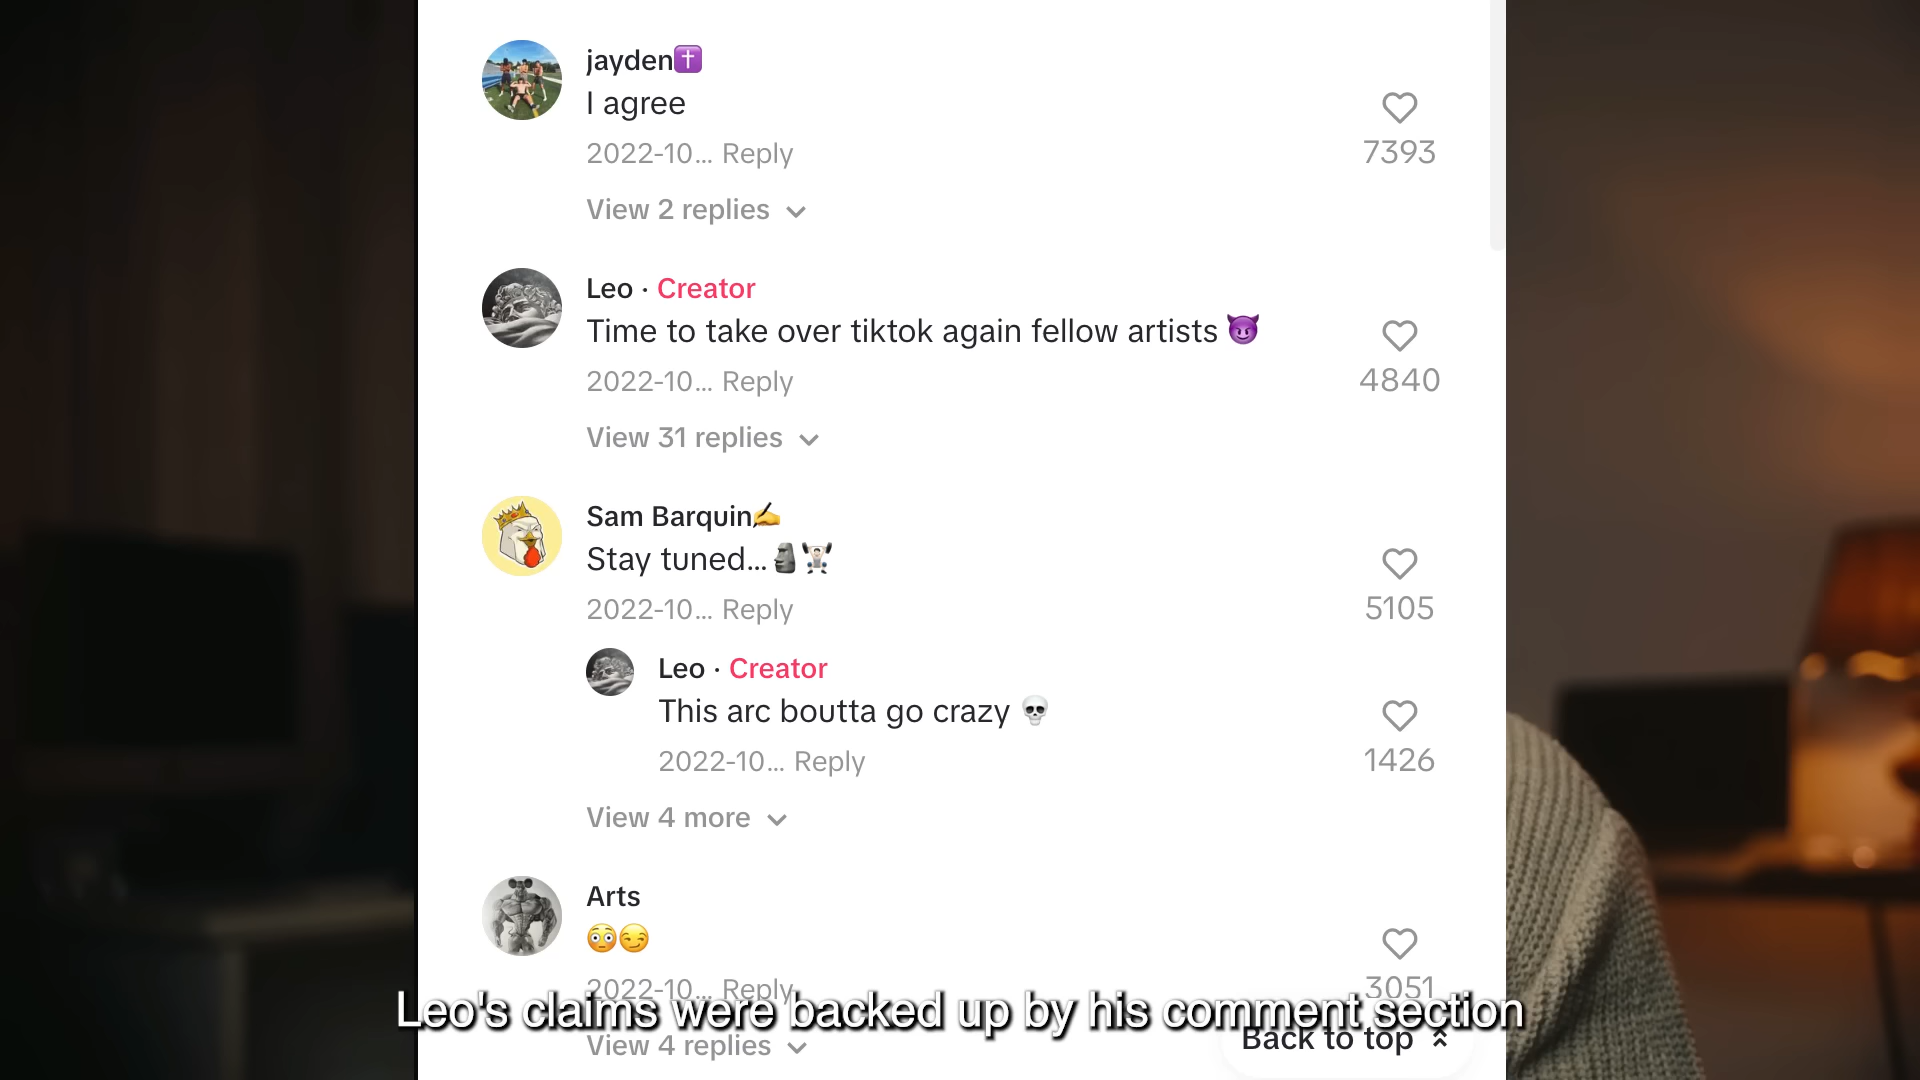 jayden✝️
I agree
2022-10... Reply
7393
View 2 replies
Leo · Creator
Time to take over tiktok again fellow artists 😈
2022-10... Reply
4840
View 31 replies
Sam Barquin✍️
Stay tuned...🗿🏋🏻
2022-10... Reply
5105
Leo · Creator
This arc boutta go crazy 💀
2022-10... Reply
1426
View 4 more
Arts
😳😏
2022-10... Reply
3051
Leo's claims were backed up by his comment section
View 4 replies
Back to top